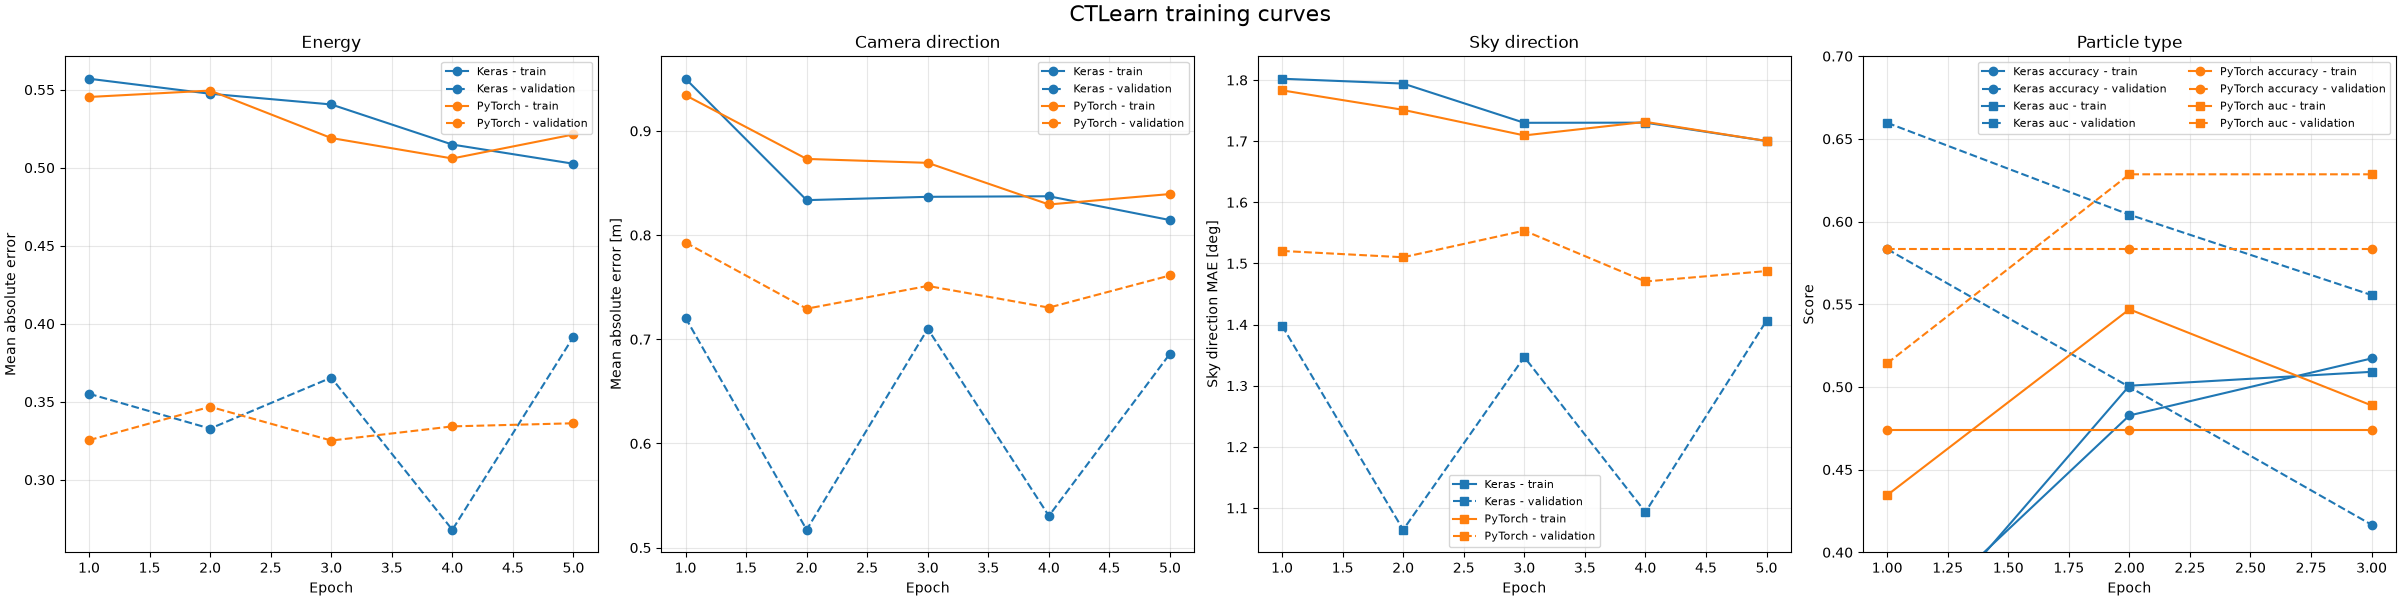 CTLearn training curves
Energy
Mean absolute error
0.55
0.50
0.45
0.40
0.35
0.30
1.0 1.5 2.0 2.5 3.0 3.5 4.0 4.5 5.0
Epoch
Keras - train
Keras - validation
PyTorch - train
PyTorch - validation
Camera direction
Mean absolute error [m]
0.9
0.8
0.7
0.6
0.5
1.0 1.5 2.0 2.5 3.0 3.5 4.0 4.5 5.0
Epoch
Keras - train
Keras - validation
PyTorch - train
PyTorch - validation
Sky direction
Sky direction MAE [deg]
1.8
1.7
1.6
1.5
1.4
1.3
1.2
1.1
1.0 1.5 2.0 2.5 3.0 3.5 4.0 4.5 5.0
Epoch
Keras - train
Keras - validation
PyTorch - train
PyTorch - validation
Particle type
Score
0.70
0.65
0.60
0.55
0.50
0.45
0.40
1.00 1.25 1.50 1.75 2.00 2.25 2.50 2.75 3.00
Epoch
Keras accuracy - train
Keras accuracy - validation
Keras auc - train
Keras auc - validation
PyTorch accuracy - train
PyTorch accuracy - validation
PyTorch auc - train
PyTorch auc - validation